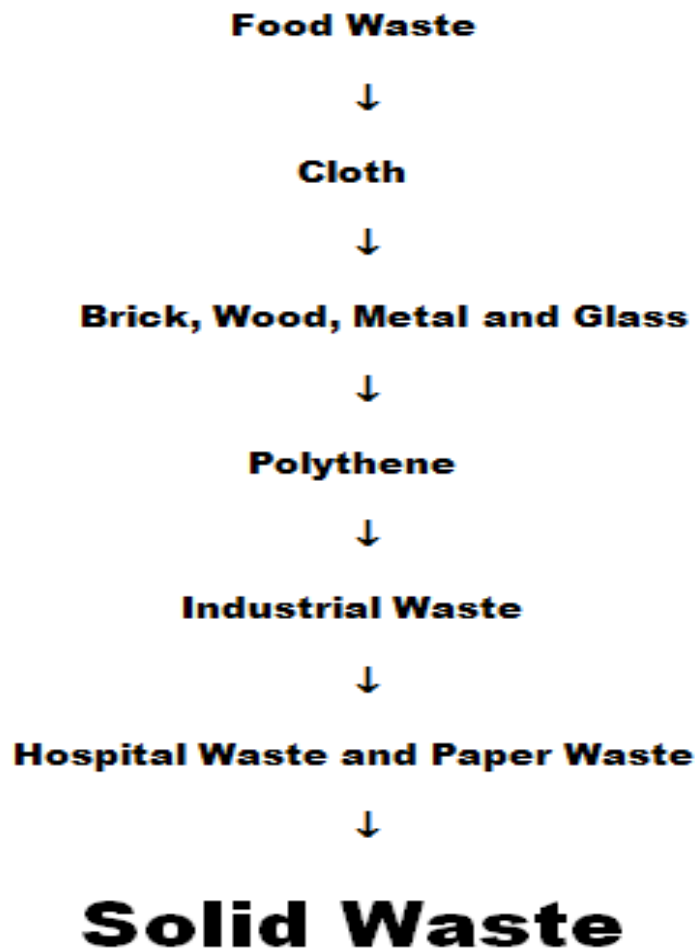 Food Waste
↓
Cloth
↓
Brick, Wood, Metal and Glass
↓
Polythene
↓
Industrial Waste
↓
Hospital Waste and Paper Waste
↓
Solid Waste